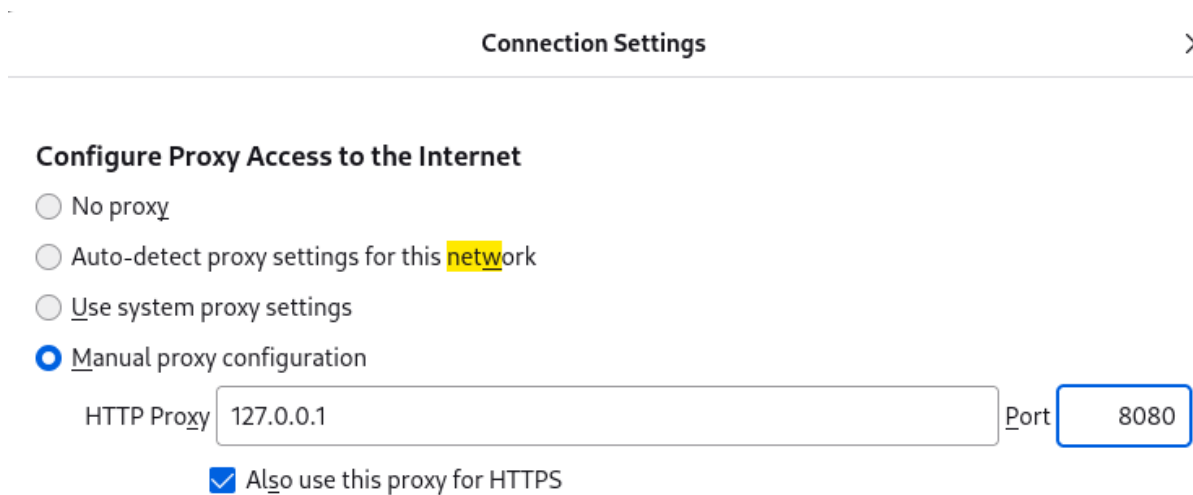 Connection Settings
Configure Proxy Access to the Internet
No proxy
Auto-detect proxy settings for this network
Use system proxy settings
Manual proxy configuration
HTTP Proxy 127.0.0.1 Port 8080
Also use this proxy for HTTPS